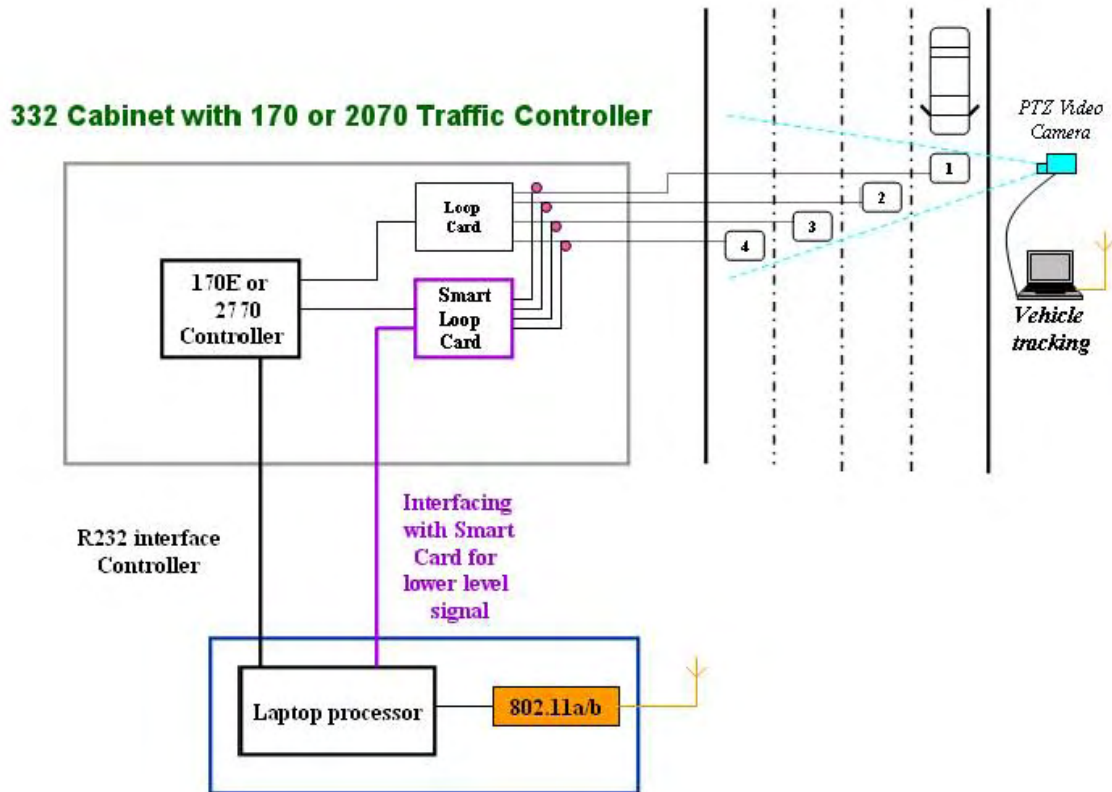 332 Cabinet with 170 or 2070 Traffic Controller
PTZ Video
Camera
1
2
3
4
Loop
Card
170E or
2770
Controller
Smart
Loop
Card
Vehicle
tracking
R232 interface
Controller
Interfacing
with Smart
Card for
lower level
signal
Laptop processor
802.11a/b